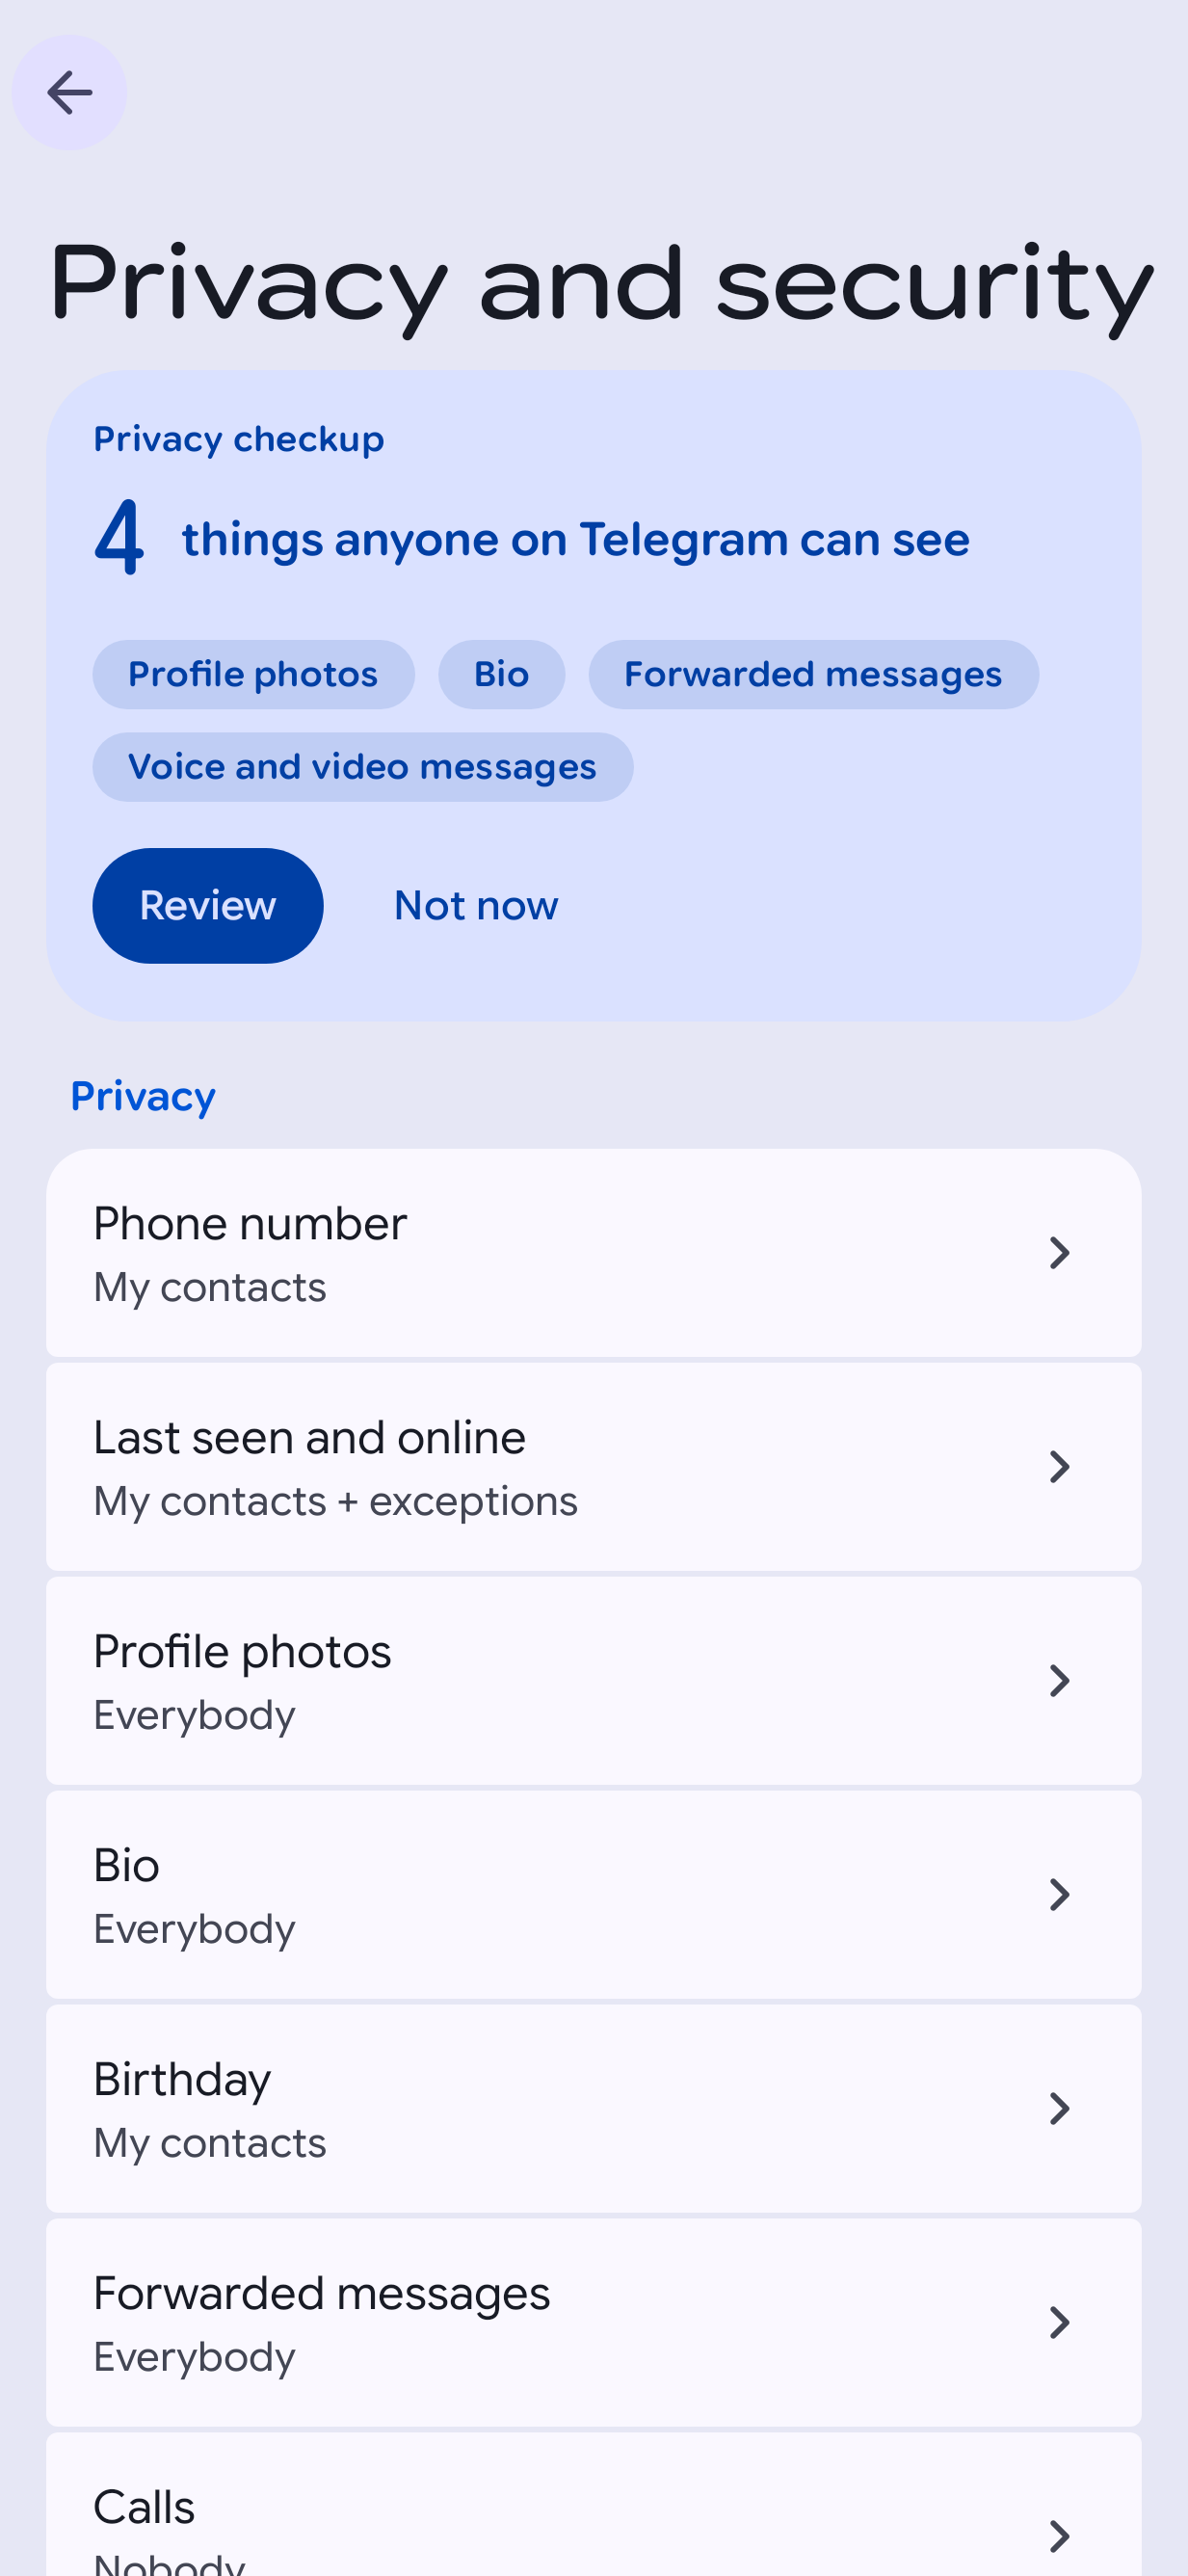 Privacy and security
Privacy checkup
4 things anyone on Telegram can see
Profile photos Bio Forwarded messages
Voice and video messages
Review Not now
Privacy
Phone number
My contacts
Last seen and online
My contacts + exceptions
Profile photos
Everybody
Bio
Everybody
Birthday
My contacts
Forwarded messages
Everybody
Calls
Nobody